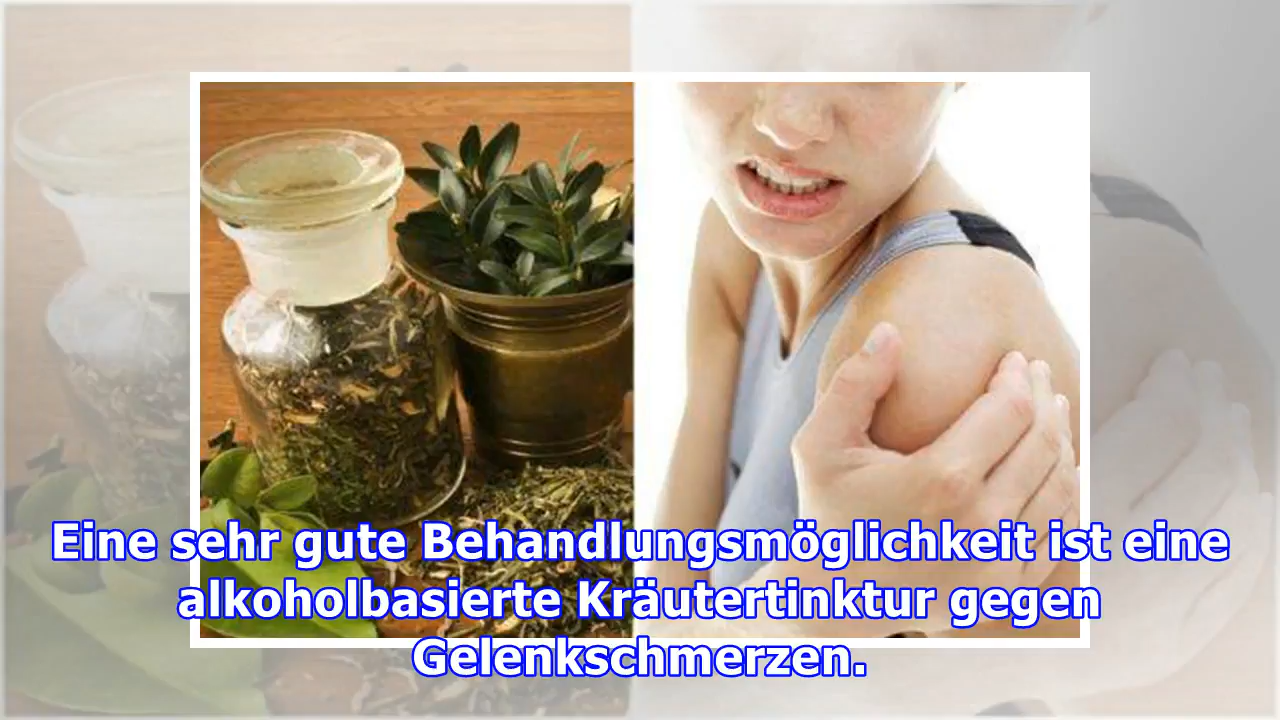 Eine sehr gute Behandlungsmöglichkeit ist eine
alkoholbasierte Kräutertinktur gegen
Gelenkschmerzen.